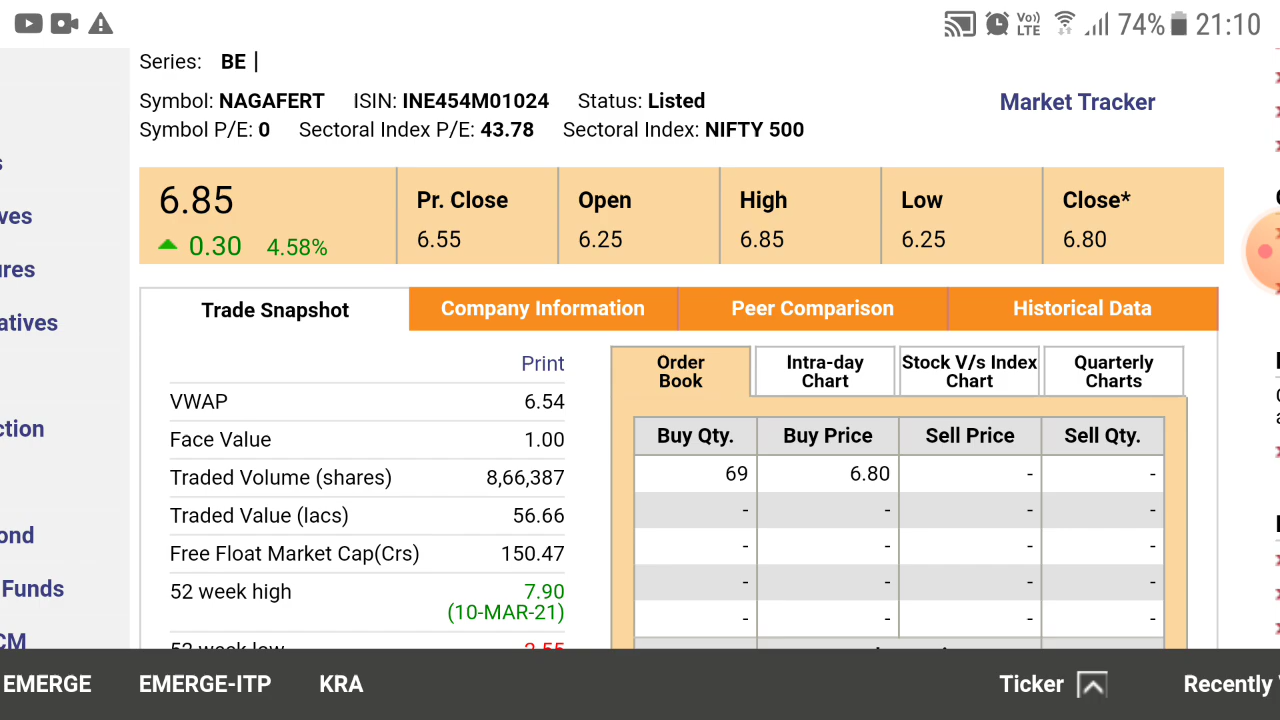 74% 21:10
Series: BE |
Symbol: NAGAFERT ISIN: INE454M01024 Status: Listed
Symbol P/E: 0 Sectoral Index P/E: 43.78 Sectoral Index: NIFTY 500
Market Tracker
6.85
0.30 4.58%
Pr. Close Open High Low Close*
6.55 6.25 6.85 6.25 6.80
Trade Snapshot Company Information Peer Comparison Historical Data
Print
VWAP 6.54
Face Value 1.00
Traded Volume (shares) 8,66,387
Traded Value (lacs) 56.66
Free Float Market Cap(Crs) 150.47
52 week high 7.90
(10-MAR-21)
Order Book Intra-day Chart Stock V/s Index Chart Quarterly Charts
Buy Qty. Buy Price Sell Price Sell Qty.
69 6.80 - -
- - - -
- - - -
- - - -
- - - -
ves
ures
atives
ction
ond
Funds
CM
EMERGE EMERGE-ITP KRA Ticker Recently